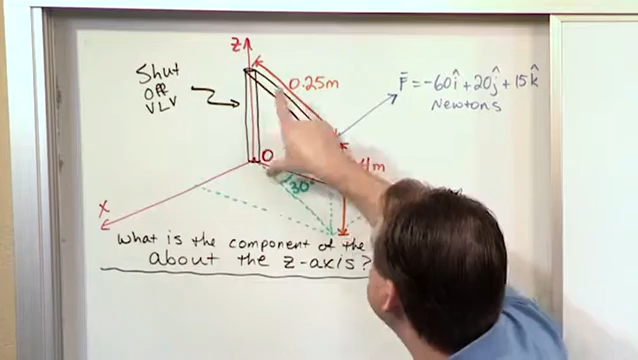 z
Shut
off
VLV
0.25m
F̄ = -60î + 20ĵ + 15k̂
Newtons
O
m
30°
x
What is the component of the
about the z-axis?